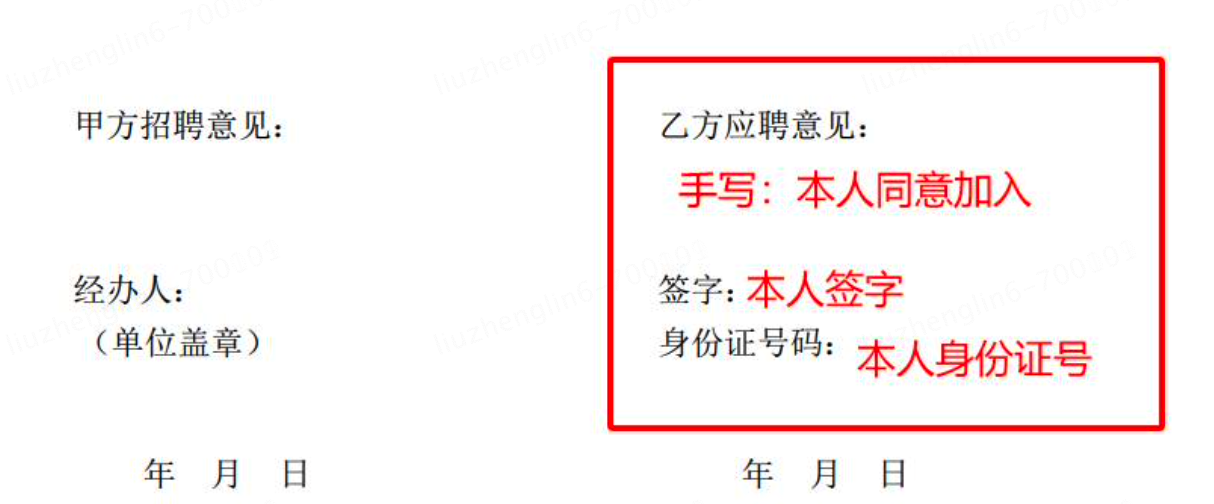 liuzhenglin6-700393
甲方招聘意见：
乙方应聘意见：
手写：本人同意加入
经办人：
（单位盖章）
签字：本人签字
身份证号码：本人身份证号
年 月 日
年 月 日